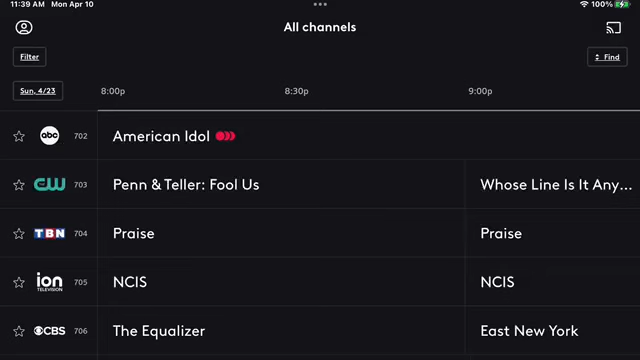 11:39 AM Mon Apr 10
100%
All channels
Filter
Find
Sun, 4/23
8:00p
8:30p
9:00p
abc
702
American Idol
CW
703
Penn & Teller: Fool Us
Whose Line Is It Any...
TBN
704
Praise
Praise
ion
TELEVISION
705
NCIS
NCIS
CBS
706
The Equalizer
East New York